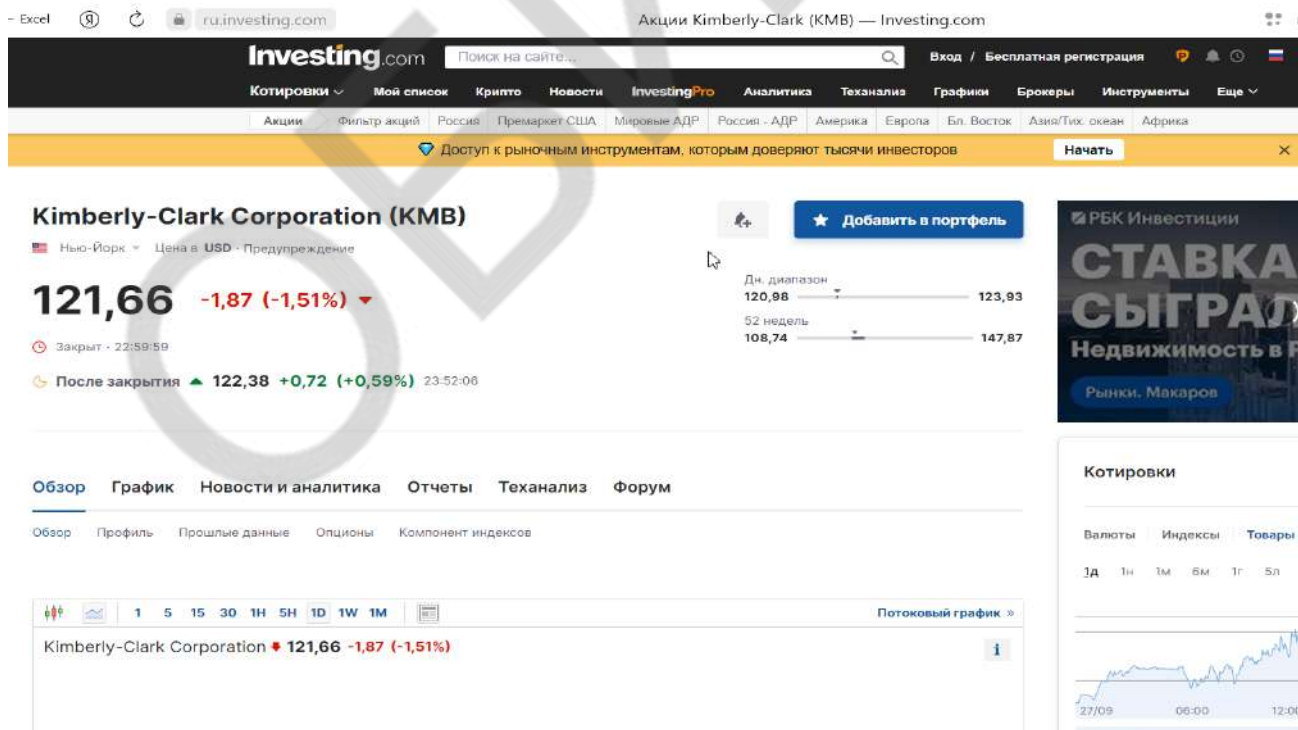 - Excel
Я
ru.investing.com
Акции Kimberly-Clark (KMB) — Investing.com
Investing.com
Поиск на сайте...
Вход / Бесплатная регистрация
Котировки Мой список Крипто Новости InvestingPro Аналитика Теханализ Графики Брокеры Инструменты Еще
Акции Фильтр акций Россия Премаркет США Мировые АДР Россия - АДР Америка Европа Бл. Восток Азия/Тих. океан Африка
Доступ к рыночным инструментам, которым доверяют тысячи инвесторов
Начать
Kimberly-Clark Corporation (KMB)
Добавить в портфель
Нью-Йорк Цена в USD · Предупреждение
121,66 -1,87 (-1,51%)
Дн. диапазон
120,98 123,93
52 недель
108,74 147,87
Закрыт · 22:59:59
После закрытия 122,38 +0,72 (+0,59%) 23:52:06
РБК Инвестиции
СТАВКА
СЫГРАЛ
Недвижимость в
Рынки. Макаров
Обзор График Новости и аналитика Отчеты Теханализ Форум
Обзор Профиль Прошлые данные Опционы Компонент индексов
Котировки
Валюты Индексы Товары
1д 1н 1м 6м 1г 5л
1 5 15 30 1H 5H 1D 1W 1M
Потоковый график »
Kimberly-Clark Corporation 121,66 -1,87 (-1,51%)
i
27/09 06:00 12:00